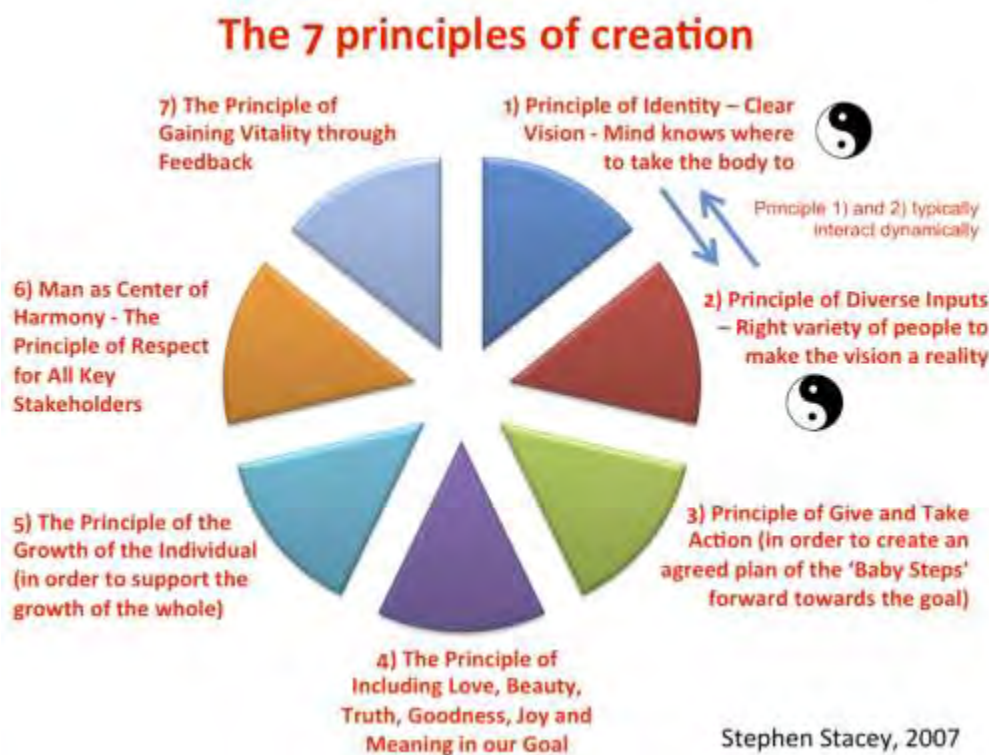 The 7 principles of creation
1) Principle of Identity – Clear
Vision - Mind knows where
to take the body to
Principle 1) and 2) typically
interact dynamically
2) Principle of Diverse Inputs
– Right variety of people to
make the vision a reality
3) Principle of Give and Take
Action (in order to create an
agreed plan of the ‘Baby Steps’
forward towards the goal)
4) The Principle of
Including Love, Beauty,
Truth, Goodness, Joy and
Meaning in our Goal
5) The Principle of the
Growth of the Individual
(in order to support the
growth of the whole)
6) Man as Center of
Harmony - The
Principle of Respect
for All Key
Stakeholders
7) The Principle of
Gaining Vitality through
Feedback
Stephen Stacey, 2007